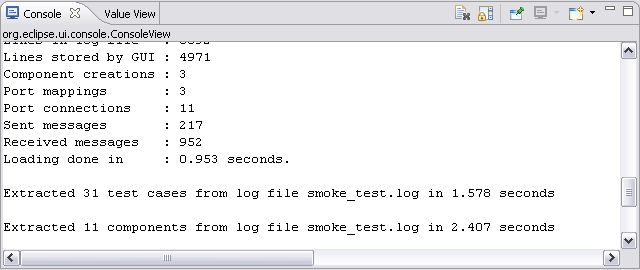 Console Value View
org.eclipse.ui.console.ConsoleView
Lines stored by GUI : 4971
Component creations : 3
Port mappings : 3
Port connections : 11
Sent messages : 217
Received messages : 952
Loading done in : 0.953 seconds.
Extracted 31 test cases from log file smoke_test.log in 1.578 seconds
Extracted 11 components from log file smoke_test.log in 2.407 seconds